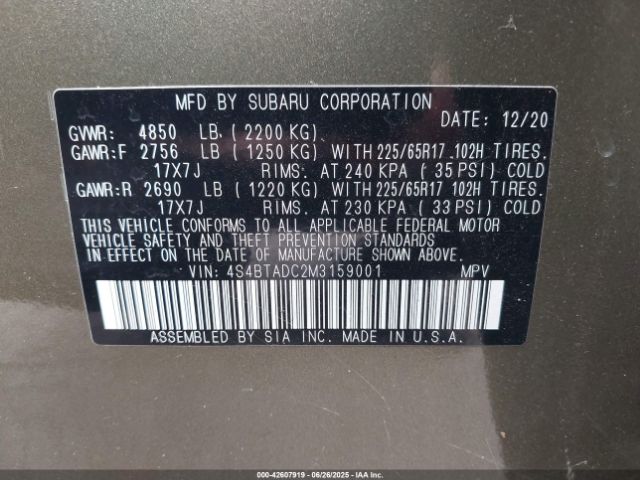 MFD BY SUBARU CORPORATION
DATE: 12/20
GVWR: 4850 LB ( 2200 KG)
GAWR:F 2756 LB ( 1250 KG) WITH 225/65R17 102H TIRES.
17X7J RIMS. AT 240 KPA ( 35 PSI) COLD
GAWR:R 2690 LB ( 1220 KG) WITH 225/65R17 102H TIRES.
17X7J RIMS. AT 230 KPA ( 33 PSI) COLD
THIS VEHICLE CONFORMS TO ALL APPLICABLE FEDERAL MOTOR
VEHICLE SAFETY AND THEFT PREVENTION STANDARDS
IN EFFECT ON THE DATE OF MANUFACTURE SHOWN ABOVE.
VIN: 4S4BTADC2M3159001 MPV
ASSEMBLED BY SIA INC. MADE IN U.S.A.
000-42607919 | 06/26/2025 | IAAI.COM